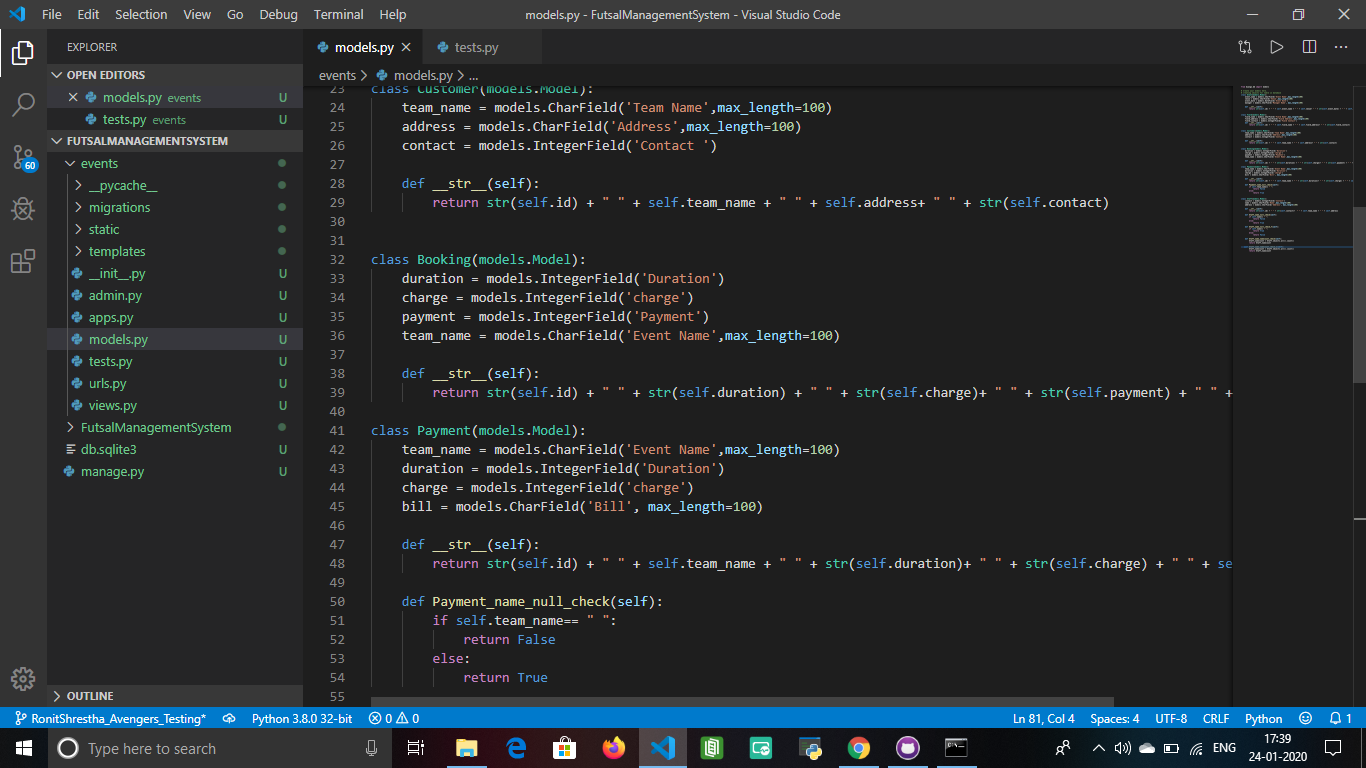 File Edit Selection View Go Debug Terminal Help models.py - FutsalManagementSystem - Visual Studio Code
EXPLORER
OPEN EDITORS
models.py events U
tests.py events U
FUTSALMANAGEMENTSYSTEM
events
__pycache__
migrations
static
templates
__init__.py U
admin.py U
apps.py U
models.py U
tests.py U
urls.py U
views.py U
FutsalManagementSystem
db.sqlite3 U
manage.py U
OUTLINE
60
models.py tests.py
events > models.py > ...
23 class Customer(models.Model):
24 team_name = models.CharField('Team Name',max_length=100)
25 address = models.CharField('Address',max_length=100)
26 contact = models.IntegerField('Contact ')
27
28 def __str__(self):
29 return str(self.id) + " " + self.team_name + " " + self.address+ " " + str(self.contact)
30
31
32 class Booking(models.Model):
33 duration = models.IntegerField('Duration')
34 charge = models.IntegerField('charge')
35 payment = models.IntegerField('Payment')
36 team_name = models.CharField('Event Name',max_length=100)
37
38 def __str__(self):
39 return str(self.id) + " " + str(self.duration) + " " + str(self.charge)+ " " + str(self.payment) + " " +
40
41 class Payment(models.Model):
42 team_name = models.CharField('Event Name',max_length=100)
43 duration = models.IntegerField('Duration')
44 charge = models.IntegerField('charge')
45 bill = models.CharField('Bill', max_length=100)
46
47 def __str__(self):
48 return str(self.id) + " " + self.team_name + " " + str(self.duration)+ " " + str(self.charge) + " " + se
49
50 def Payment_name_null_check(self):
51 if self.team_name== " ":
52 return False
53 else:
54 return True
55
RonitShrestha_Avengers_Testing* Python 3.8.0 32-bit 0 0 Ln 81, Col 4 Spaces: 4 UTF-8 CRLF Python 1
Type here to search ENG 17:39
24-01-2020